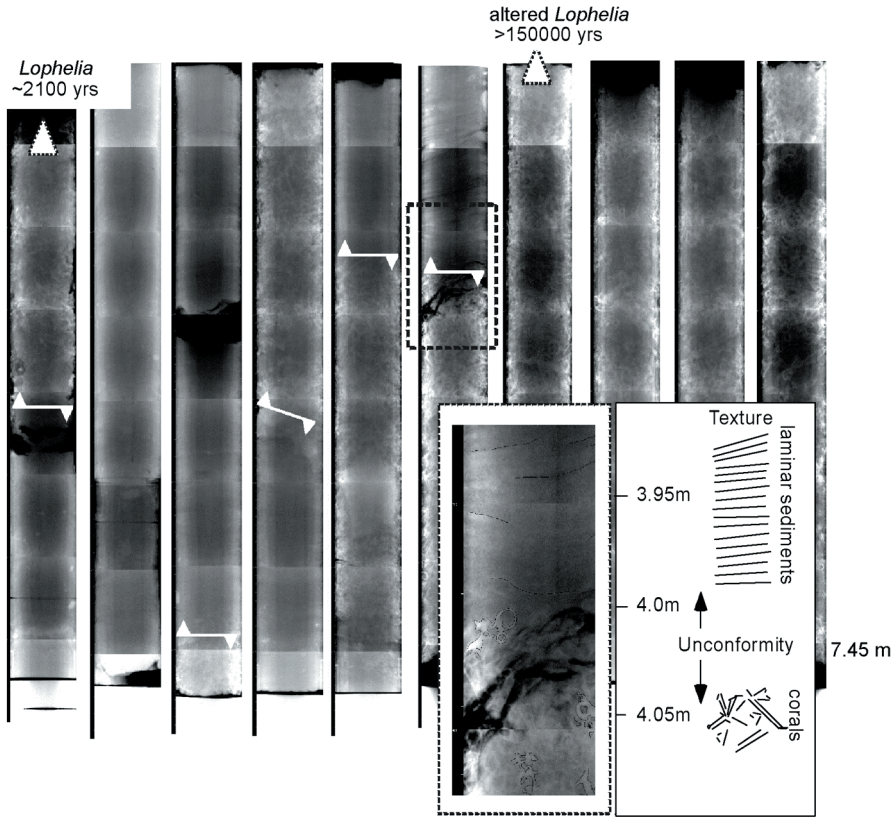 altered Lophelia
>150000 yrs
Lophelia
~2100 yrs
Texture
laminar sediments
3.95m
4.0m
Unconformity
4.05m
corals
7.45 m